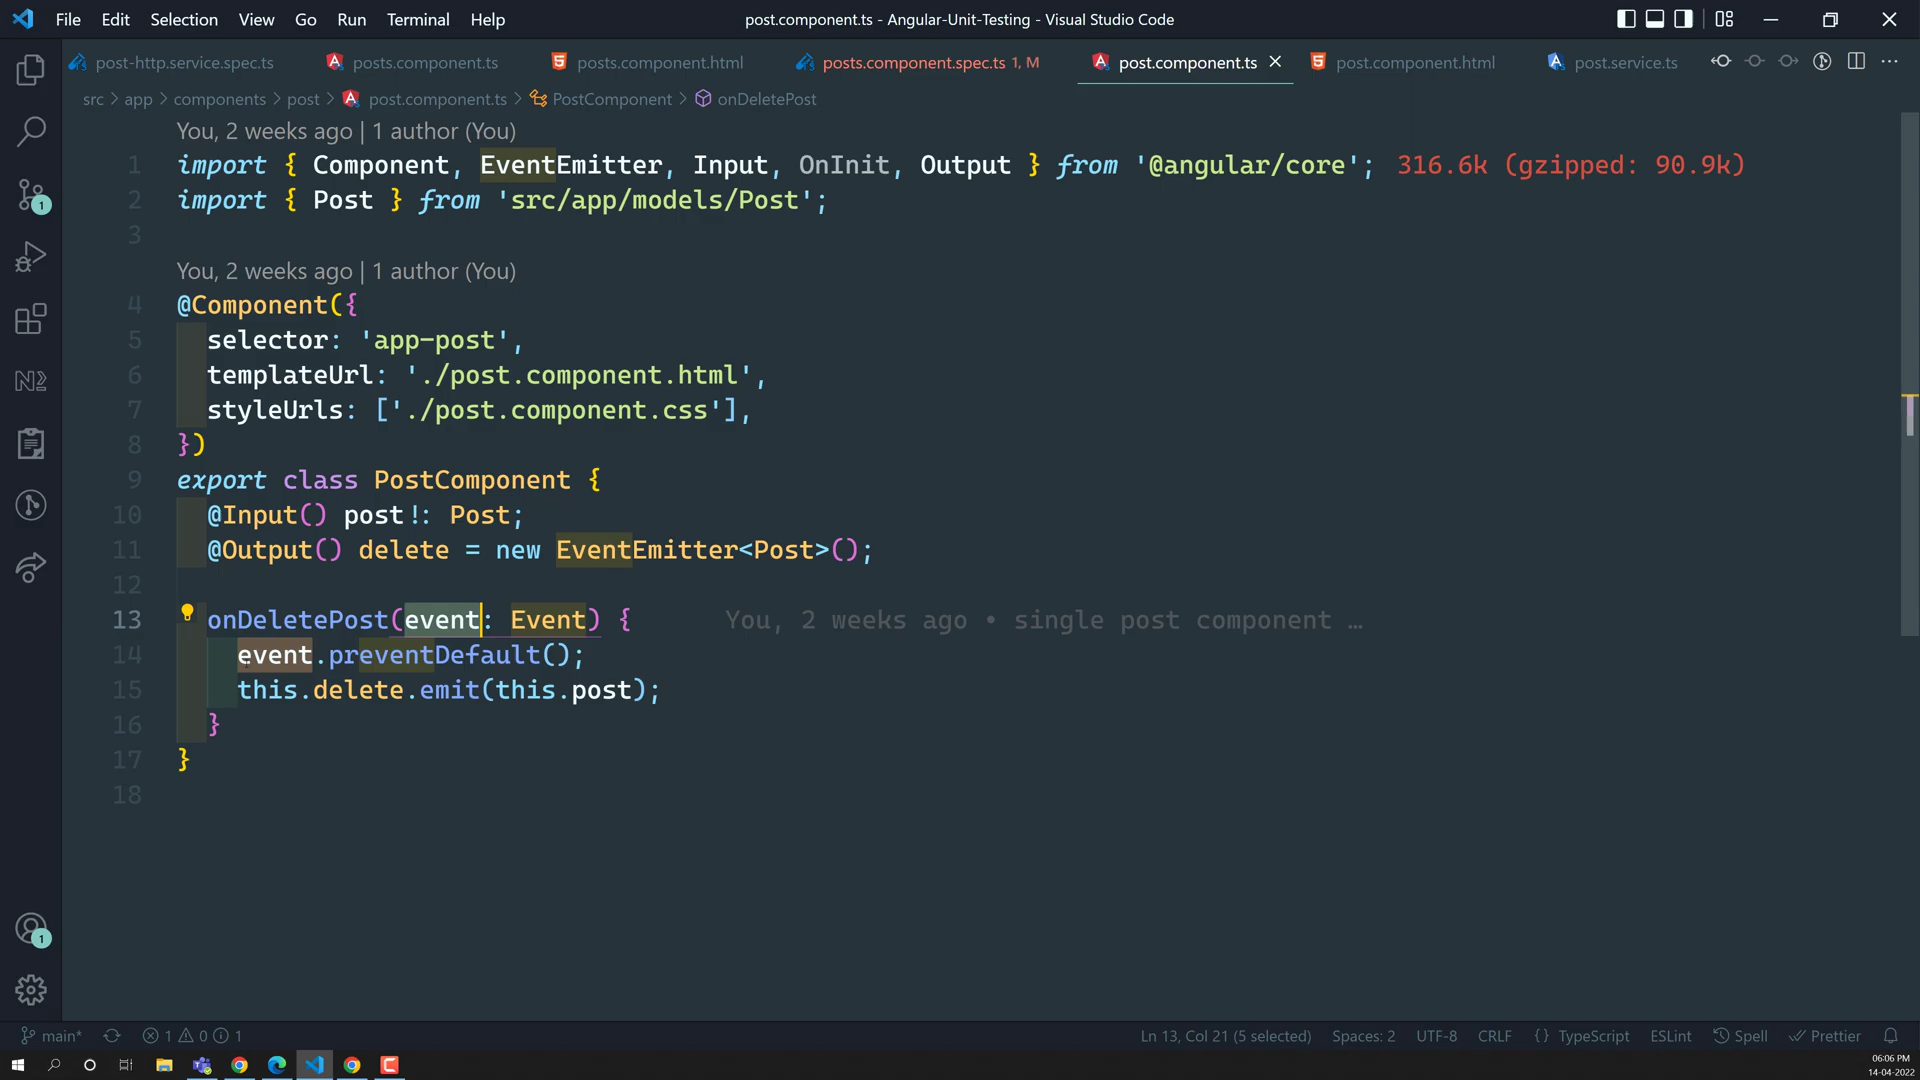 File Edit Selection View Go Run Terminal Help
post.component.ts - Angular-Unit-Testing - Visual Studio Code
post-http.service.spec.ts posts.component.ts posts.component.html posts.component.spec.ts 1, M post.component.ts post.component.html post.service.ts
src > app > components > post > post.component.ts > PostComponent > onDeletePost
You, 2 weeks ago | 1 author (You)
1 import { Component, EventEmitter, Input, OnInit, Output } from '@angular/core'; 316.6k (gzipped: 90.9k)
2 import { Post } from 'src/app/models/Post';
3
You, 2 weeks ago | 1 author (You)
4 @Component({
5 selector: 'app-post',
6 templateUrl: './post.component.html',
7 styleUrls: ['./post.component.css'],
8 })
9 export class PostComponent {
10 @Input() post!: Post;
11 @Output() delete = new EventEmitter<Post>();
12
13 onDeletePost(event: Event) { You, 2 weeks ago • single post component …
14 event.preventDefault();
15 this.delete.emit(this.post);
16 }
17 }
18
1
1
main* 1 0 1 Ln 13, Col 21 (5 selected) Spaces: 2 UTF-8 CRLF {} TypeScript ESLint Spell Prettier
06:06 PM
14-04-2022